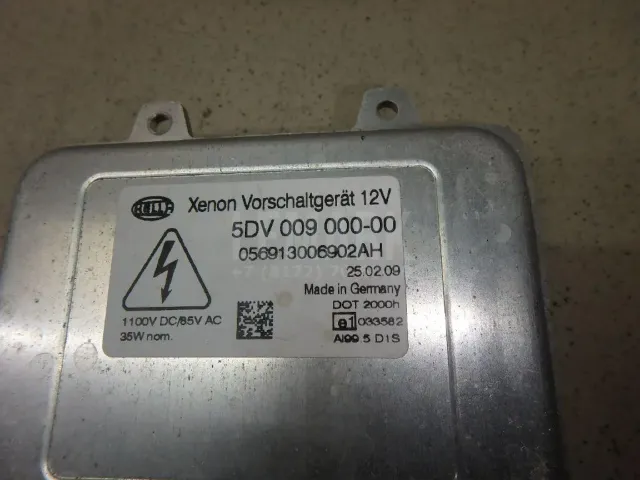 HELLA
Xenon Vorschaltgerät 12V
5DV 009 000-00
056913006902AH
25.02.09
Made in Germany
DOT 2000h
1100V DC/85V AC
e1 033582
35W nom.
Al99.5 D1S